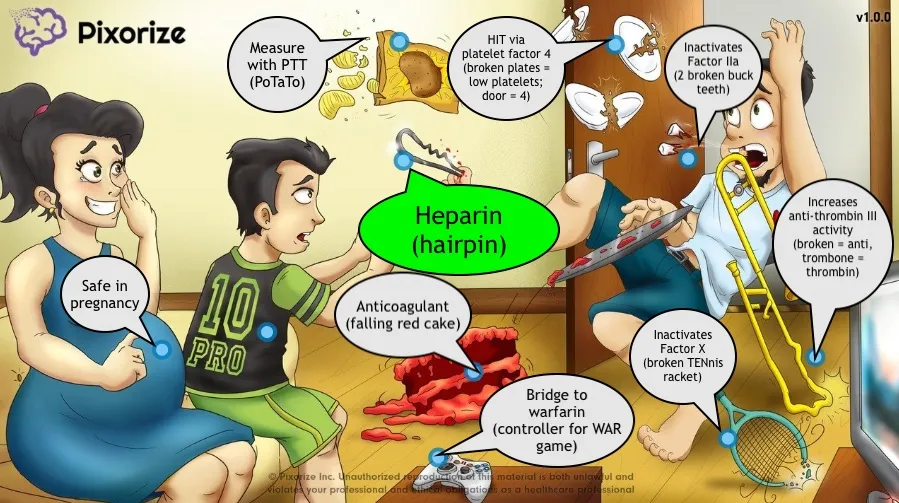 v1.0.0
Pixorize
Measure
with PTT
(PoTaTo)
HIT via
platelet factor 4
(broken plates =
low platelets;
door = 4)
Inactivates
Factor IIa
(2 broken buck
teeth)
Heparin
(hairpin)
Increases
anti-thrombin III
activity
(broken = anti,
trombone =
thrombin)
Safe in
pregnancy
10
PRO
Anticoagulant
(falling red cake)
Inactivates
Factor X
(broken TENnis
racket)
Bridge to
warfarin
(controller for WAR
game)
© Pixorize Inc. Unauthorized reproduction of this material is both unlawful and
violates your professional and ethical obligations as a healthcare professional